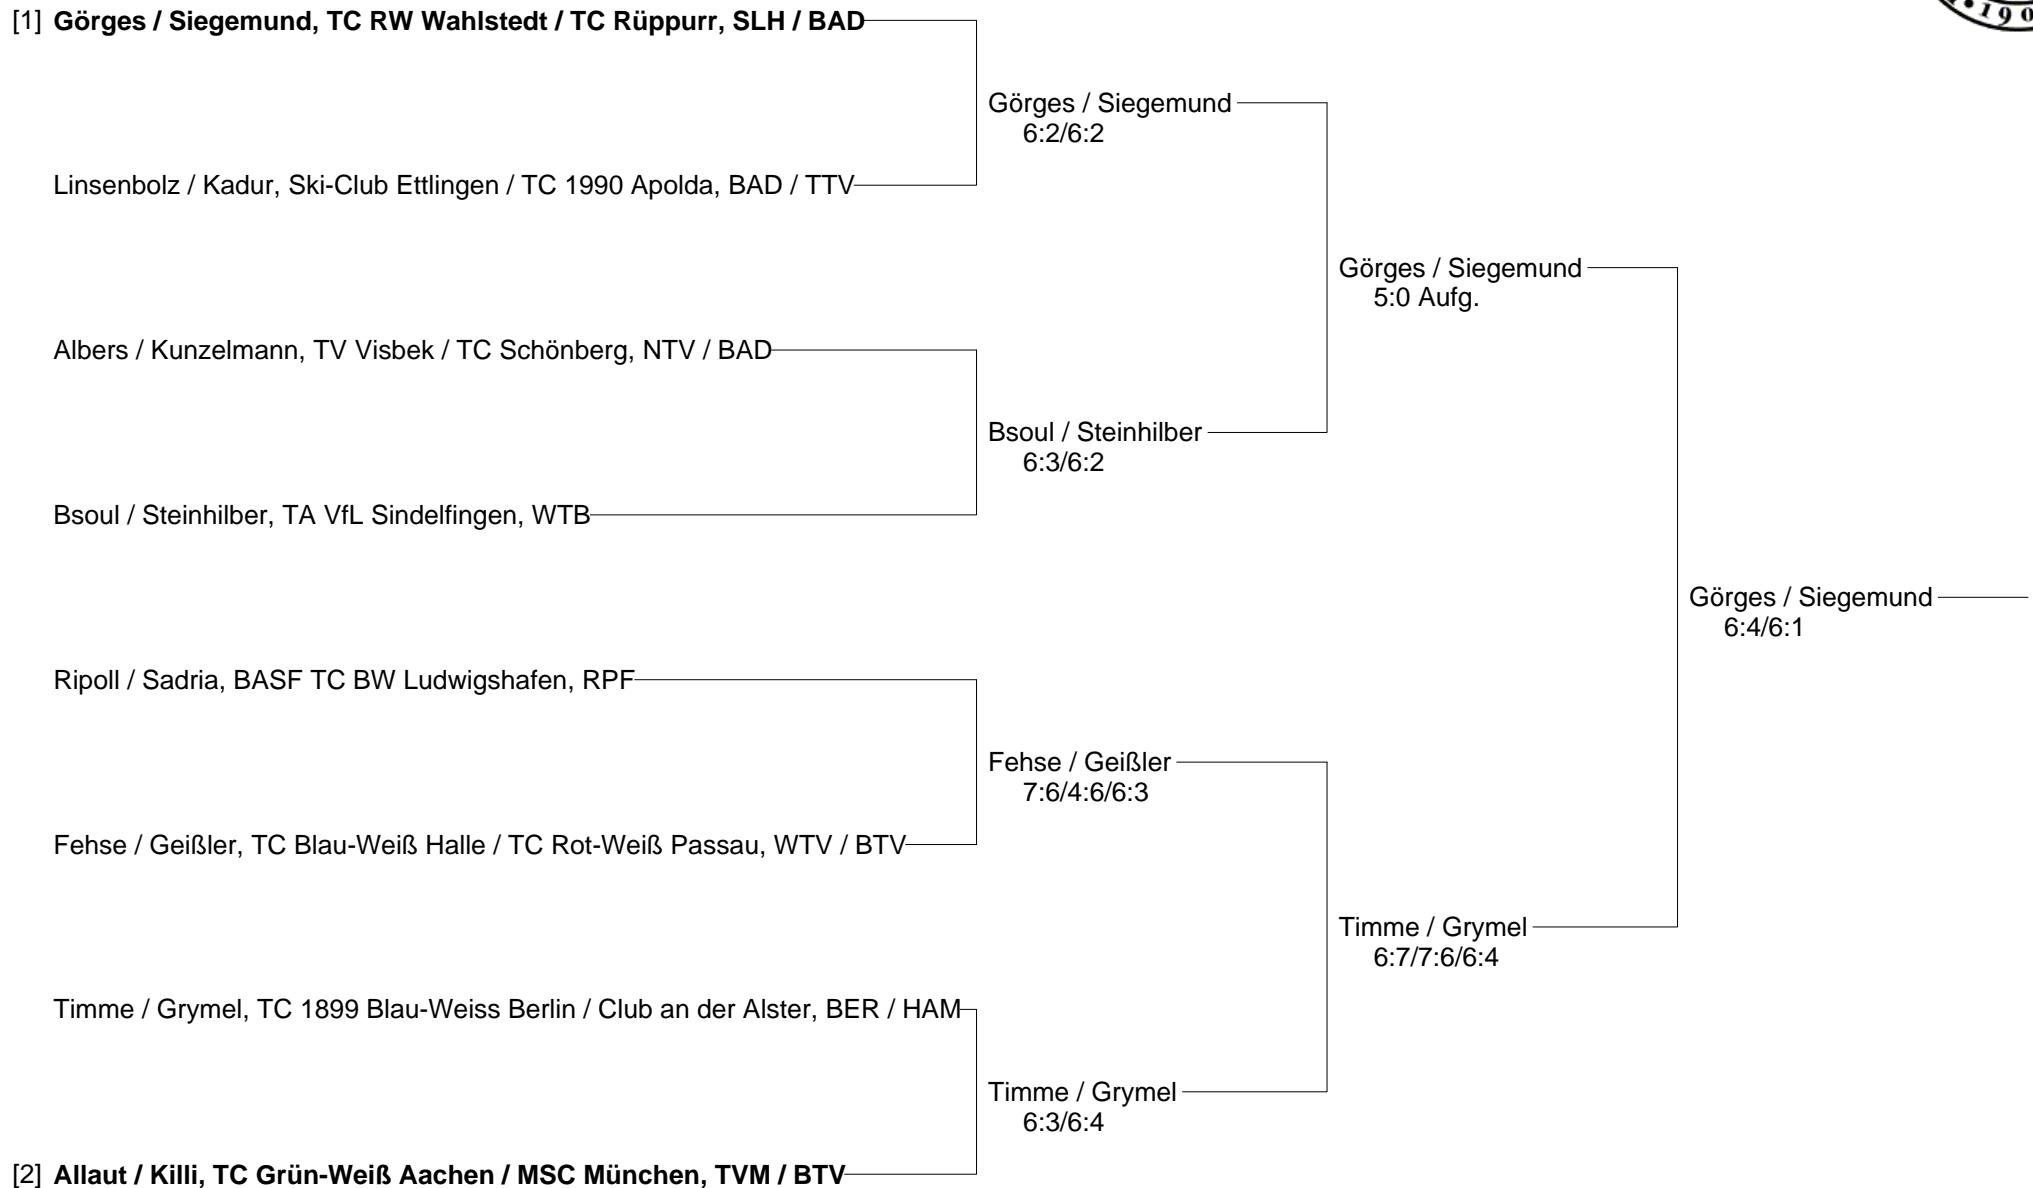 [1] Görges / Siegemund, TC RW Wahlstedt / TC Rüppurr, SLH / BAD
Görges / Siegemund
6:2/6:2
Linsenbolz / Kadur, Ski-Club Ettlingen / TC 1990 Apolda, BAD / TTV
Görges / Siegemund
5:0 Aufg.
Albers / Kunzelmann, TV Visbek / TC Schönberg, NTV / BAD
Bsoul / Steinhilber
6:3/6:2
Bsoul / Steinhilber, TA VfL Sindelfingen, WTB
Görges / Siegemund
6:4/6:1
Ripoll / Sadria, BASF TC BW Ludwigshafen, RPF
Fehse / Geißler
7:6/4:6/6:3
Fehse / Geißler, TC Blau-Weiß Halle / TC Rot-Weiß Passau, WTV / BTV
Timme / Grymel
6:7/7:6/6:4
Timme / Grymel, TC 1899 Blau-Weiss Berlin / Club an der Alster, BER / HAM
Timme / Grymel
6:3/6:4
[2] Allaut / Killi, TC Grün-Weiß Aachen / MSC München, TVM / BTV